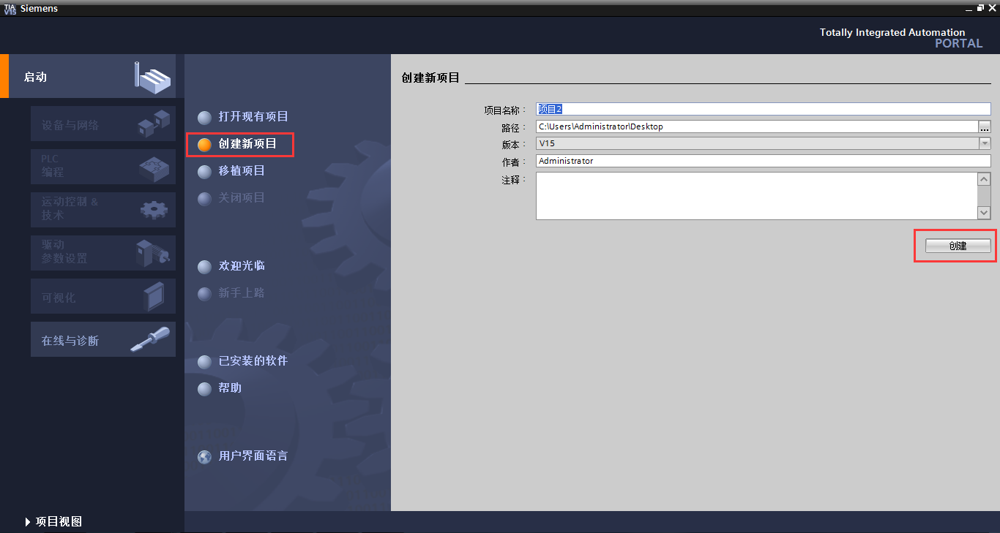 TIA
V15
Siemens
Totally Integrated Automation
PORTAL
启动
设备与网络
PLC
编程
运动控制 &
技术
驱动
参数设置
可视化
在线与诊断
项目视图
打开现有项目
创建新项目
移植项目
关闭项目
欢迎光临
新手上路
已安装的软件
帮助
用户界面语言
创建新项目
项目名称： 项目2
路径： C:\Users\Administrator\Desktop ...
版本： V15
作者： Administrator
注释：
创建